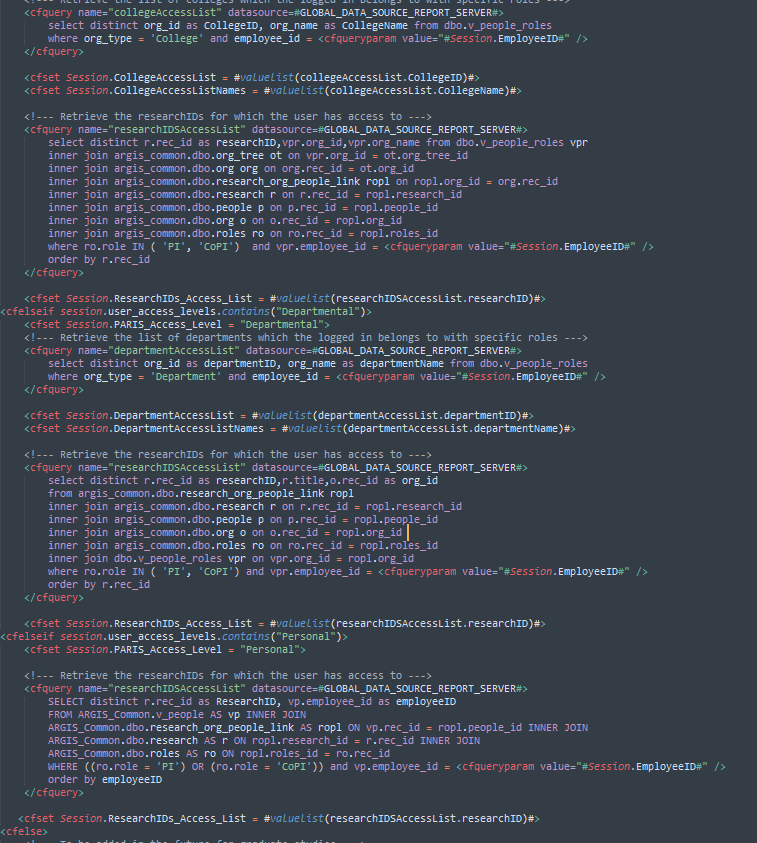 <!--- Retrieve the list of colleges which the logged in belongs to with specific roles --->
<cfquery name="collegeAccessList" datasource=#GLOBAL_DATA_SOURCE_REPORT_SERVER#>
select distinct org_id as CollegeID, org_name as CollegeName from dbo.v_people_roles
where org_type = 'College' and employee_id = <cfqueryparam value="#Session.EmployeeID#" />
</cfquery>
<cfset Session.CollegeAccessList = #valuelist(collegeAccessList.CollegeID)#>
<cfset Session.CollegeAccessListNames = #valuelist(collegeAccessList.CollegeName)#>
<!--- Retrieve the researchIDs for which the user has access to --->
<cfquery name="researchIDSAccessList" datasource=#GLOBAL_DATA_SOURCE_REPORT_SERVER#>
select distinct r.rec_id as researchID,vpr.org_id,vpr.org_name from dbo.v_people_roles vpr
inner join argis_common.dbo.org_tree ot on vpr.org_id = ot.org_tree_id
inner join argis_common.dbo.org org on org.rec_id = ot.org_id
inner join argis_common.dbo.research_org_people_link ropl on ropl.org_id = org.rec_id
inner join argis_common.dbo.research r on r.rec_id = ropl.research_id
inner join argis_common.dbo.people p on p.rec_id = ropl.people_id
inner join argis_common.dbo.org o on o.rec_id = ropl.org_id
inner join argis_common.dbo.roles ro on ro.rec_id = ropl.roles_id
where ro.role IN ( 'PI', 'CoPI')  and vpr.employee_id = <cfqueryparam value="#Session.EmployeeID#" />
order by r.rec_id
</cfquery>
<cfset Session.ResearchIDs_Access_List = #valuelist(researchIDSAccessList.researchID)#>
<cfelseif session.user_access_levels.contains("Departmental")>
<cfset Session.PARIS_Access_Level = "Departmental">
<!--- Retrieve the list of departments which the logged in belongs to with specific roles --->
<cfquery name="departmentAccessList" datasource=#GLOBAL_DATA_SOURCE_REPORT_SERVER#>
select distinct org_id as departmentID, org_name as departmentName from dbo.v_people_roles
where org_type = 'Department' and employee_id = <cfqueryparam value="#Session.EmployeeID#" />
</cfquery>
<cfset Session.DepartmentAccessList = #valuelist(departmentAccessList.departmentID)#>
<cfset Session.DepartmentAccessListNames = #valuelist(departmentAccessList.departmentName)#>
<!--- Retrieve the researchIDs for which the user has access to --->
<cfquery name="researchIDSAccessList" datasource=#GLOBAL_DATA_SOURCE_REPORT_SERVER#>
select distinct r.rec_id as researchID,r.title,o.rec_id as org_id
from argis_common.dbo.research_org_people_link ropl
inner join argis_common.dbo.research r on r.rec_id = ropl.research_id
inner join argis_common.dbo.people p on p.rec_id = ropl.people_id
inner join argis_common.dbo.org o on o.rec_id = ropl.org_id
inner join argis_common.dbo.roles ro on ro.rec_id = ropl.roles_id
inner join dbo.v_people_roles vpr on vpr.org_id = ropl.org_id
where ro.role IN ( 'PI', 'CoPI') and vpr.employee_id = <cfqueryparam value="#Session.EmployeeID#" />
order by r.rec_id
</cfquery>
<cfset Session.ResearchIDs_Access_List = #valuelist(researchIDSAccessList.researchID)#>
<cfelseif session.user_access_levels.contains("Personal")>
<cfset Session.PARIS_Access_Level = "Personal">
<!--- Retrieve the researchIDs for which the user has access to --->
<cfquery name="researchIDSAccessList" datasource=#GLOBAL_DATA_SOURCE_REPORT_SERVER#>
SELECT distinct r.rec_id as ResearchID, vp.employee_id as employeeID
FROM ARGIS_Common.v_people AS vp INNER JOIN
ARGIS_Common.dbo.research_org_people_link AS ropl ON vp.rec_id = ropl.people_id INNER JOIN
ARGIS_Common.dbo.research AS r ON ropl.research_id = r.rec_id INNER JOIN
ARGIS_Common.dbo.roles AS ro ON ropl.roles_id = ro.rec_id
WHERE ((ro.role = 'PI') OR (ro.role = 'CoPI')) and vp.employee_id = <cfqueryparam value="#Session.EmployeeID#" />
order by employeeID
</cfquery>
<cfset Session.ResearchIDs_Access_List = #valuelist(researchIDSAccessList.researchID)#>
<cfelse>
<!--- To be added in the future for graduate studies --->